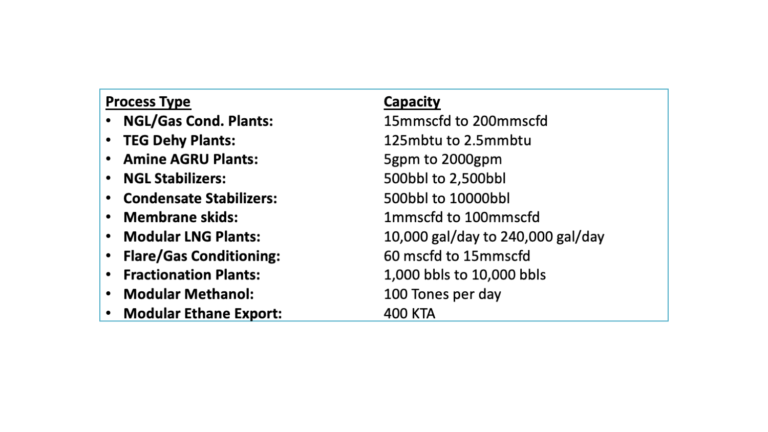 Process Type Capacity
• NGL/Gas Cond. Plants: 15mmscfd to 200mmscfd
• TEG Dehy Plants: 125mbtu to 2.5mmbtu
• Amine AGRU Plants: 5gpm to 2000gpm
• NGL Stabilizers: 500bbl to 2,500bbl
• Condensate Stabilizers: 500bbl to 10000bbl
• Membrane skids: 1mmscfd to 100mmscfd
• Modular LNG Plants: 10,000 gal/day to 240,000 gal/day
• Flare/Gas Conditioning: 60 mscfd to 15mmscfd
• Fractionation Plants: 1,000 bbls to 10,000 bbls
• Modular Methanol: 100 Tones per day
• Modular Ethane Export: 400 KTA